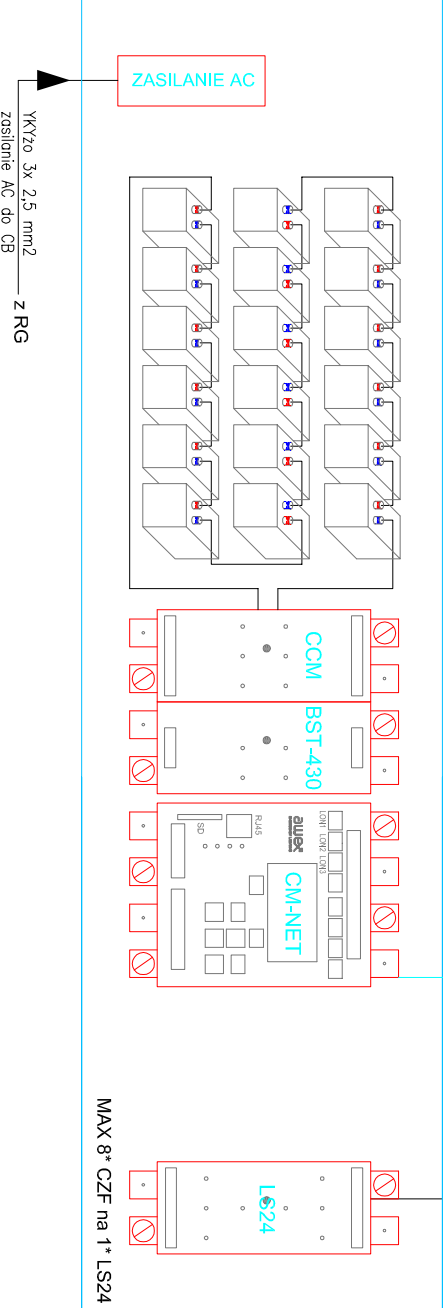 ZASILANIE AC
YKYżo 3x 2,5 mm2
zasilanie AC do CB
z RG
CCM
BST-430
LON1 LON2 LON3
awex
RJ45
SD
CM-NET
LS24
MAX 8* CZF na 1* LS24